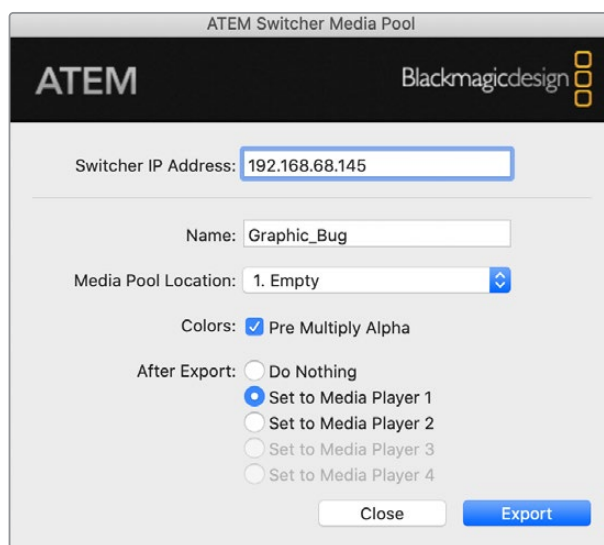 ATEM Switcher Media Pool
ATEM
Blackmagicdesign
Switcher IP Address: 192.168.68.145
Name: Graphic_Bug
Media Pool Location: 1. Empty
Colors: Pre Multiply Alpha
After Export: Do Nothing
Set to Media Player 1
Set to Media Player 2
Set to Media Player 3
Set to Media Player 4
Close
Export